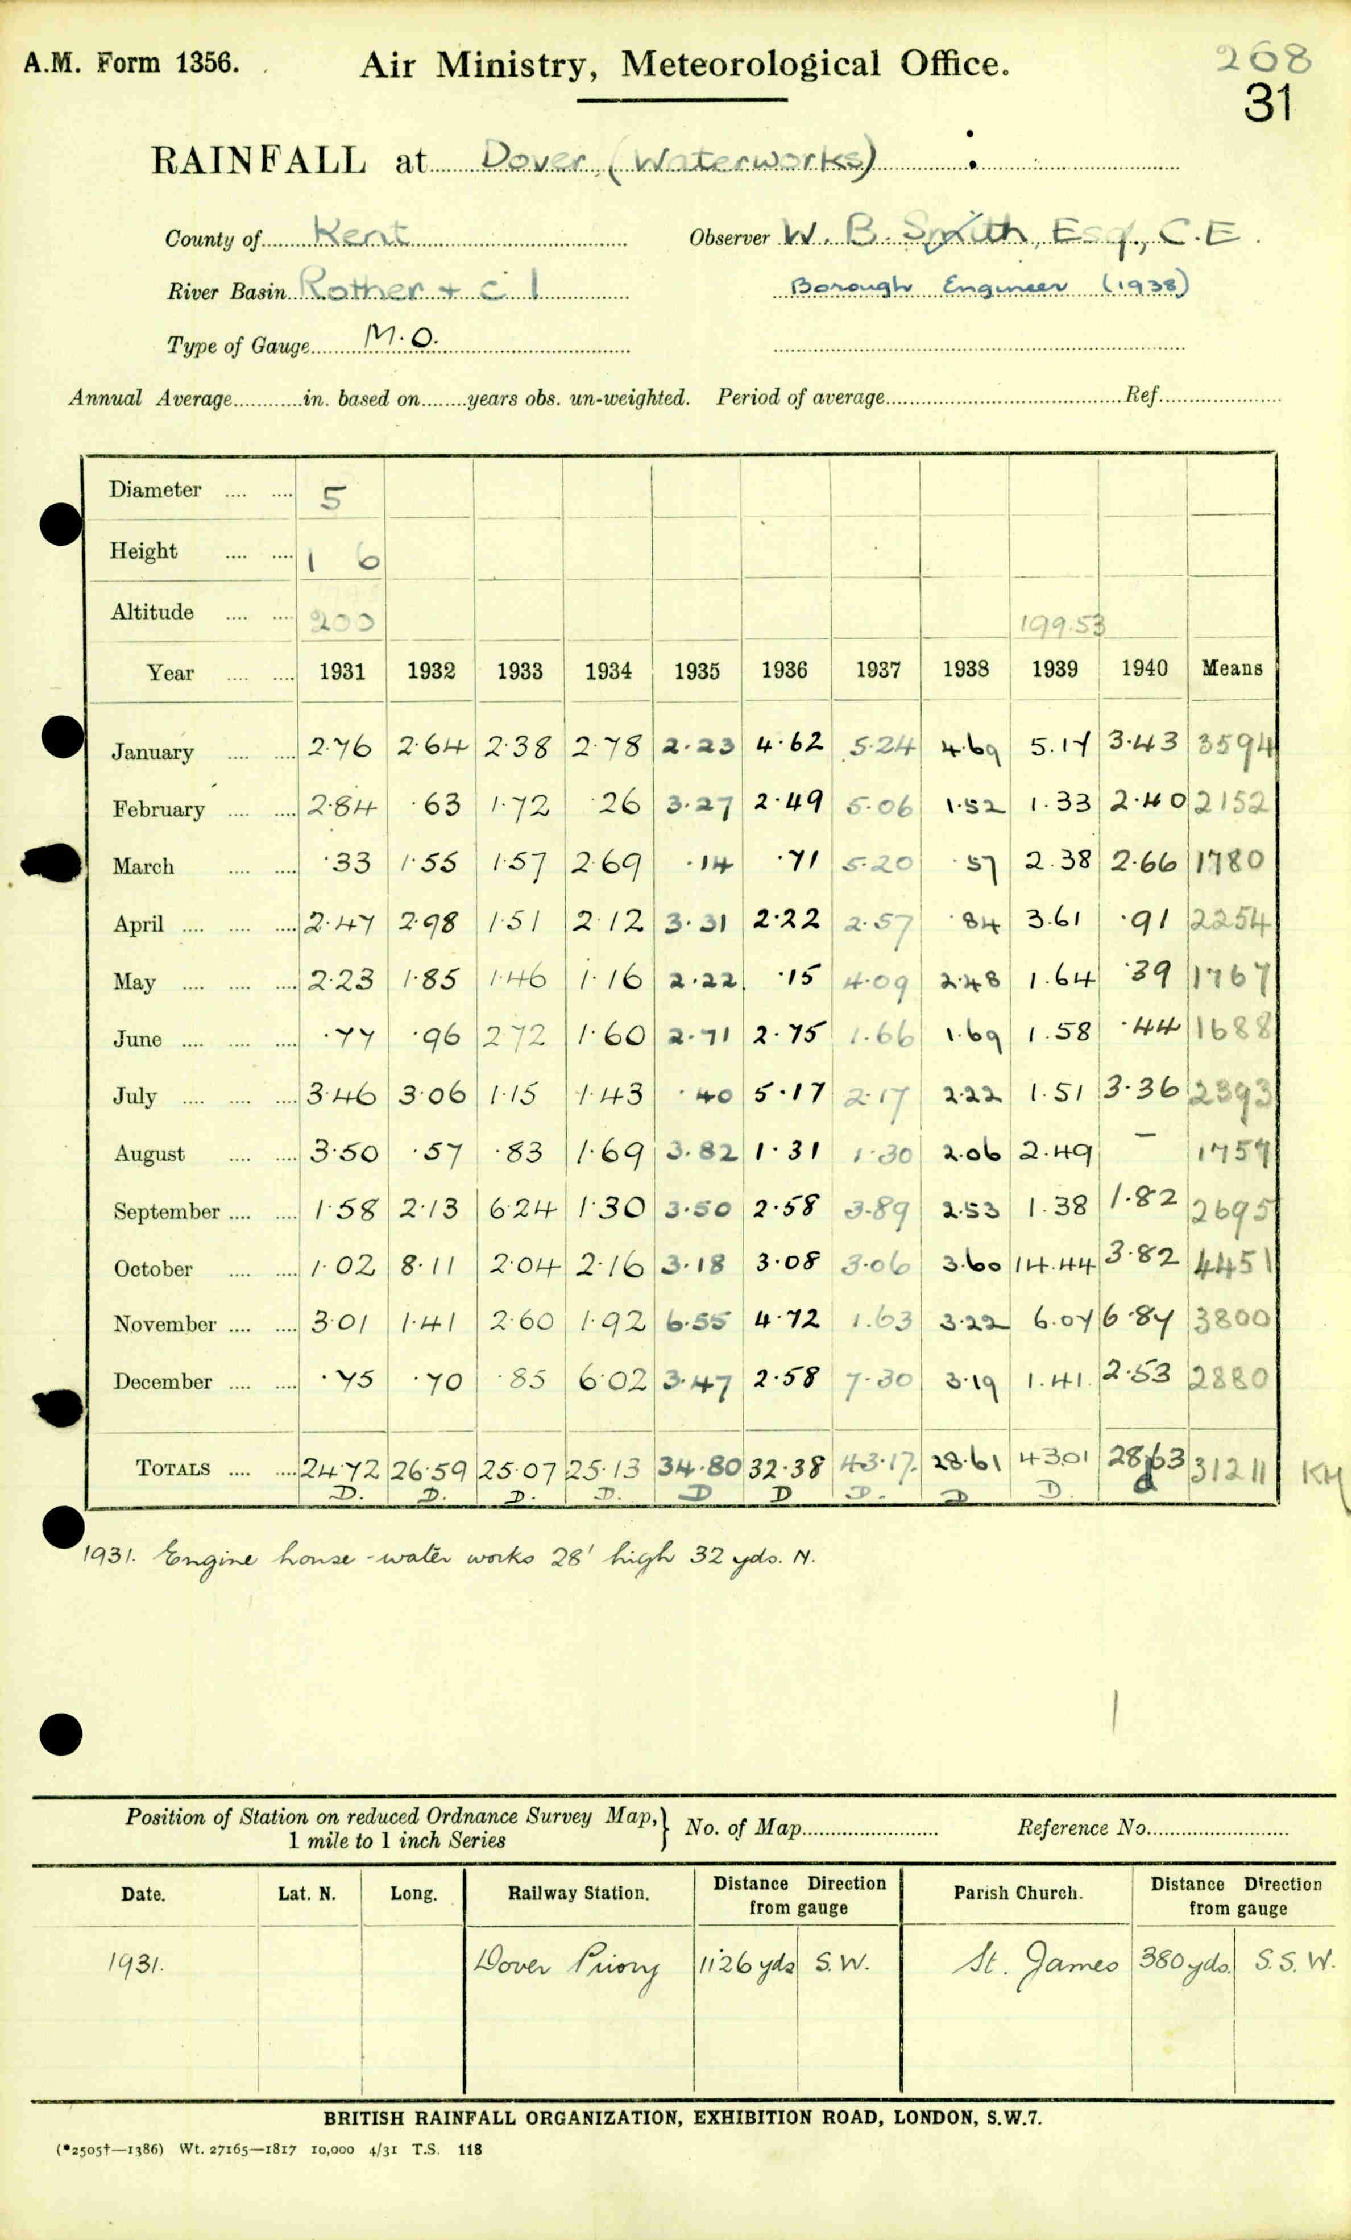 A.M. Form 1356. Air Ministry, Meteorological Office. 268
31
RAINFALL at Dover (Waterworks)
County of Kent Observer W. B. Smith, Esq., C.E.
River Basin Rother + c 1 Borough Engineer (1938)
Type of Gauge M.O.
Annual Average in. based on years obs. un-weighted. Period of average Ref.
Diameter 5
Height 1 6
Altitude 200 199.53
Year 1931 1932 1933 1934 1935 1936 1937 1938 1939 1940 Means
January 2.76 2.64 2.38 2.78 2.23 4.62 5.24 4.69 5.17 3.43 3594
February 2.84 .63 1.72 .26 3.27 2.49 5.06 1.52 1.33 2.40 2152
March .33 1.55 1.57 2.69 .14 .71 5.20 .57 2.38 2.66 1780
April 2.47 2.98 1.51 2.12 3.31 2.22 2.57 .84 3.61 .91 2254
May 2.23 1.85 1.46 1.16 2.22 .15 4.09 2.48 1.64 .39 1767
June .77 .96 2.72 1.60 2.71 2.75 1.66 1.69 1.58 .44 1688
July 3.46 3.06 1.15 1.43 .40 5.17 2.17 2.22 1.51 3.36 2393
August 3.50 .57 .83 1.69 3.82 1.31 1.30 2.06 2.49 — 1757
September 1.58 2.13 6.24 1.30 3.50 2.58 3.89 2.53 1.38 1.82 2695
October 1.02 8.11 2.04 2.16 3.18 3.08 3.06 3.60 14.44 3.82 4451
November 3.01 1.41 2.60 1.92 6.55 4.72 1.63 3.22 6.07 6.87 3800
December .75 .70 .85 6.02 3.47 2.58 7.30 3.19 1.41 2.53 2880
TOTALS 24.72 26.59 25.07 25.13 34.80 32.38 43.17 28.61 43.01 28.63 31211 KH
D. D. D. D. D D D. D D. d
1931. Engine house - water works 28' high 32 yds. N.
Position of Station on reduced Ordnance Survey Map, } No. of Map Reference No.
1 mile to 1 inch Series
Date. Lat. N. Long. Railway Station. Distance Direction from gauge Parish Church. Distance Direction from gauge
1931. Dover Priory 1126 yds S.W. St. James 380 yds. S.S.W.
BRITISH RAINFALL ORGANIZATION, EXHIBITION ROAD, LONDON, S.W.7.
(*2505†—1386) Wt. 27165—1817 10,000 4/31 T.S. 118